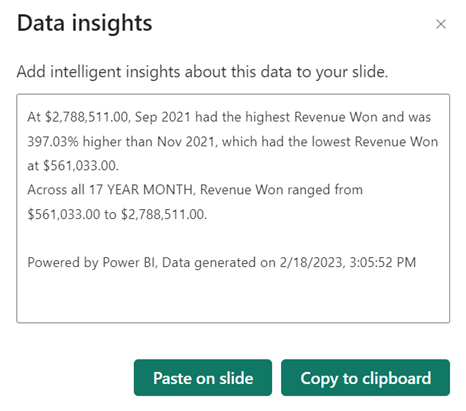 Data insights
Add intelligent insights about this data to your slide.
At $2,788,511.00, Sep 2021 had the highest Revenue Won and was
397.03% higher than Nov 2021, which had the lowest Revenue Won
at $561,033.00.
Across all 17 YEAR MONTH, Revenue Won ranged from
$561,033.00 to $2,788,511.00.
Powered by Power BI, Data generated on 2/18/2023, 3:05:52 PM
Paste on slide
Copy to clipboard